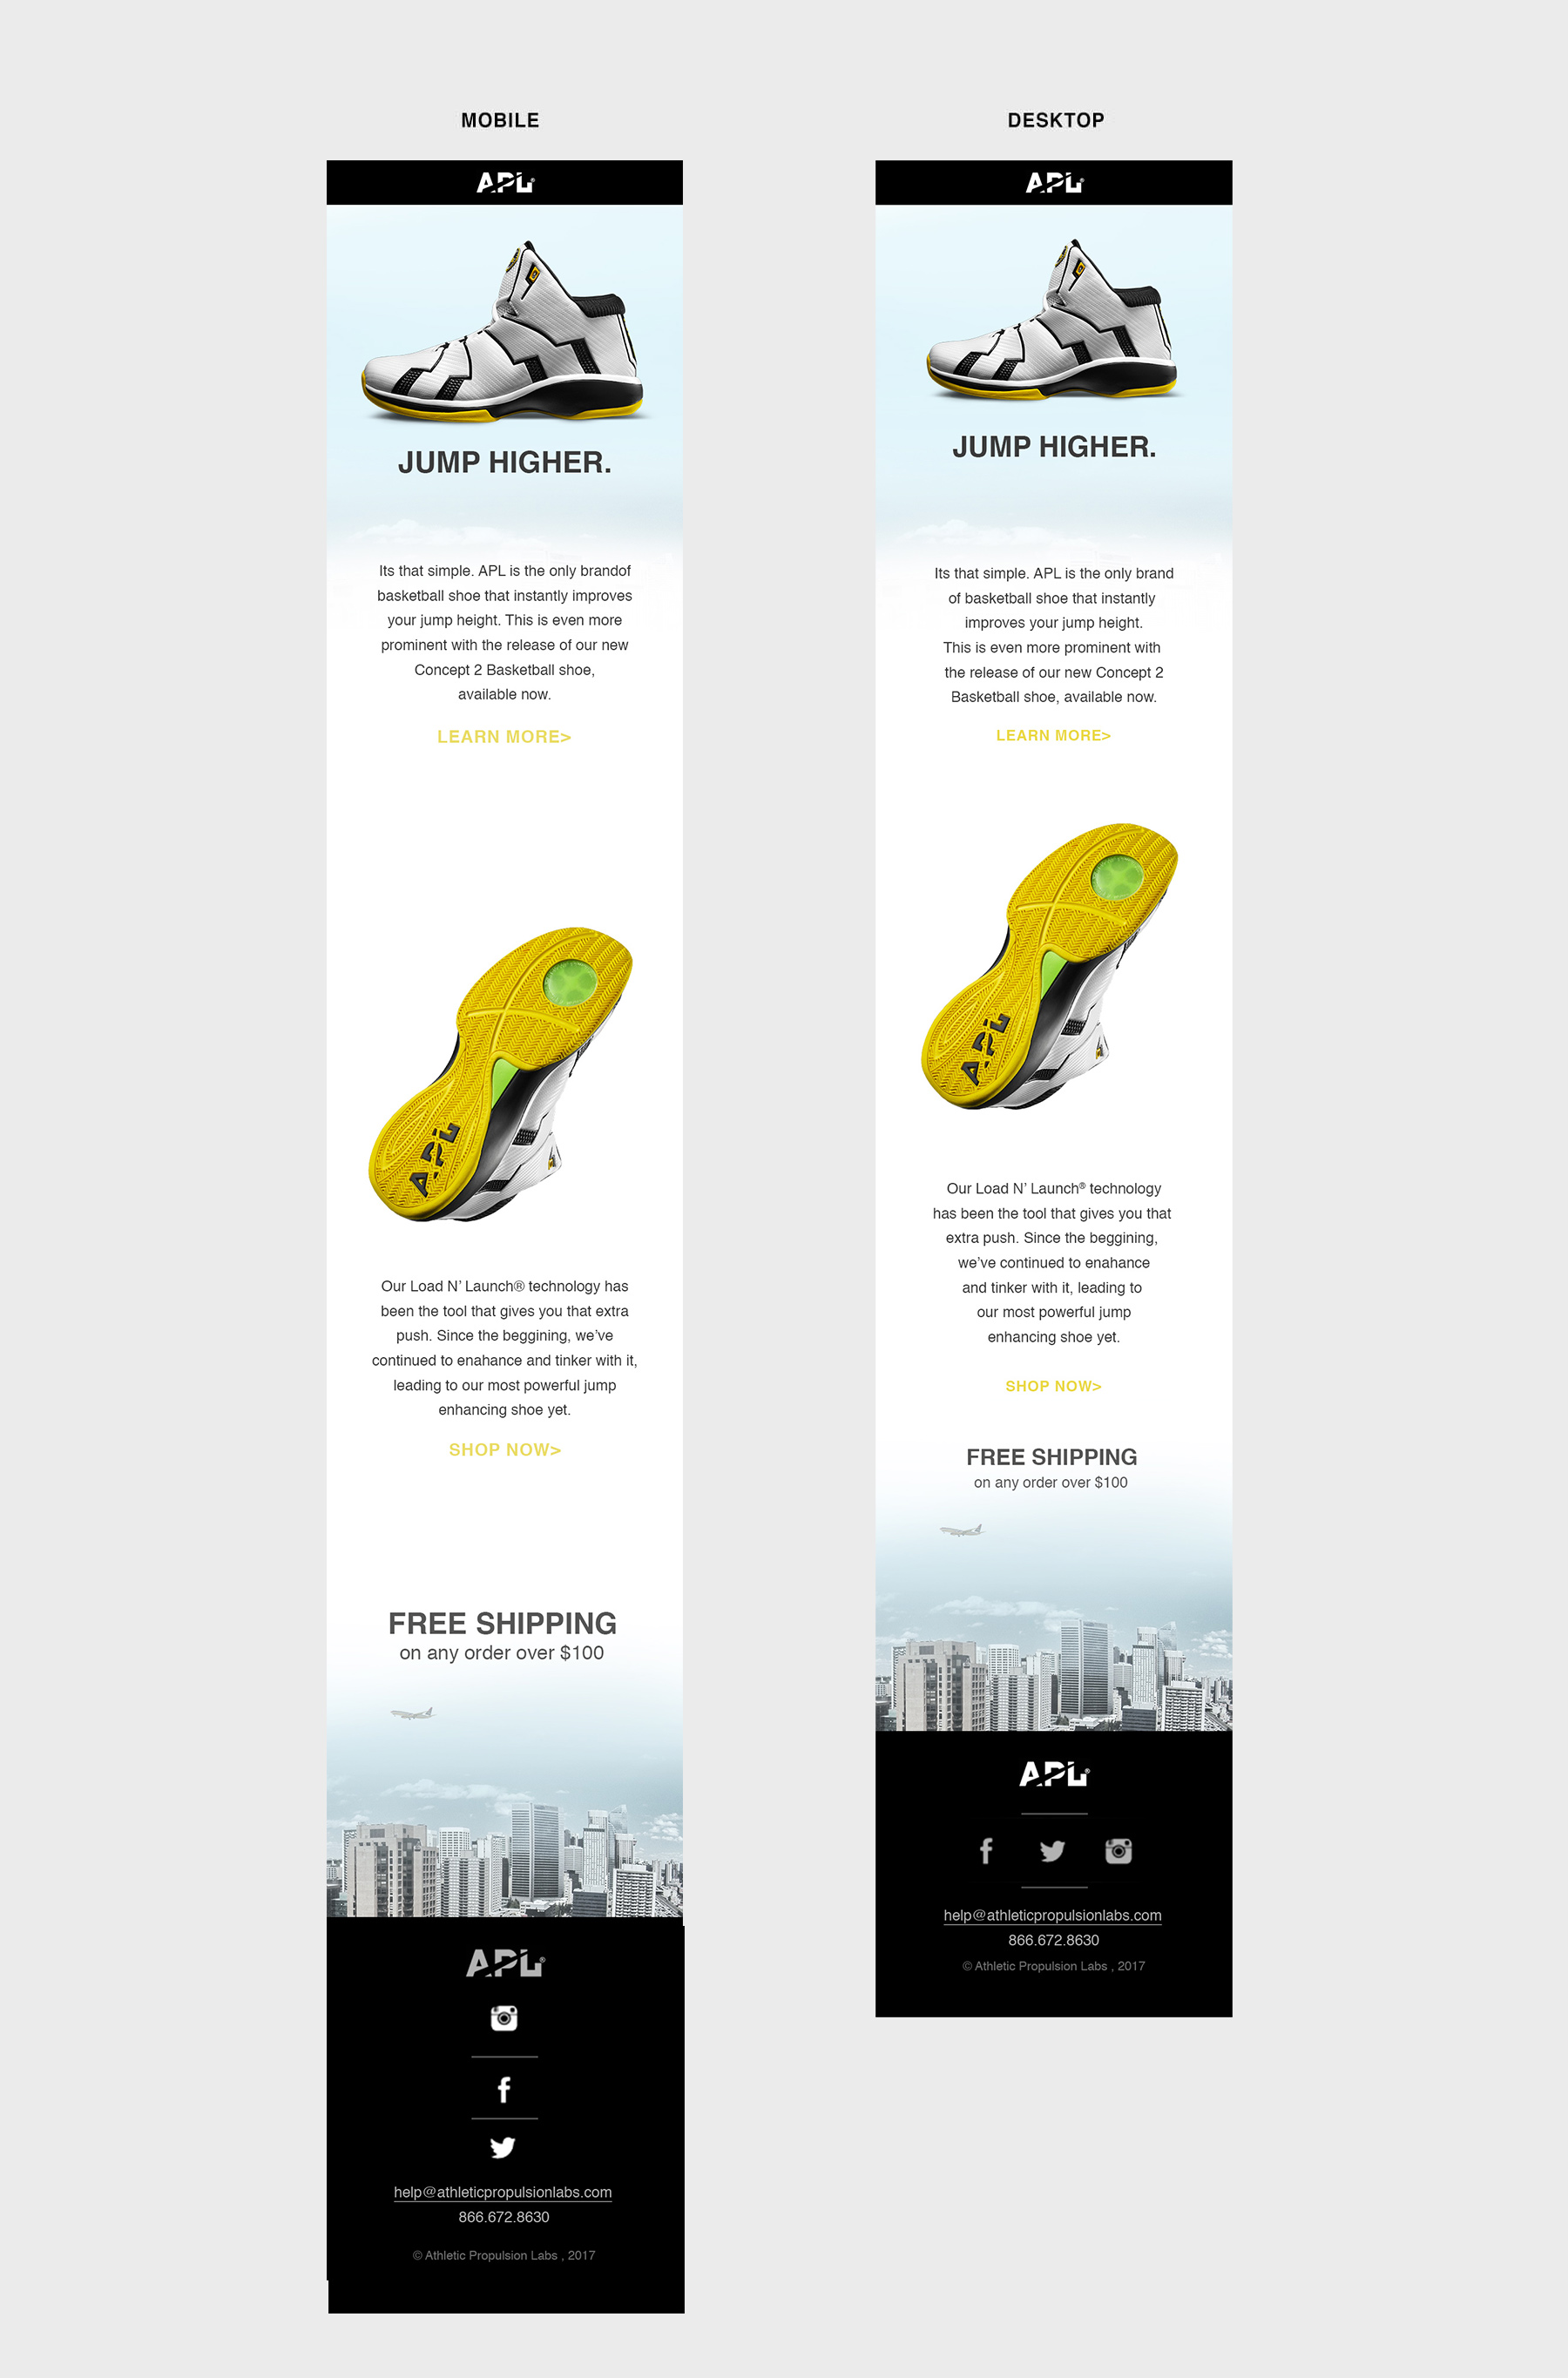 MOBILE
APL®
JUMP HIGHER.
Its that simple. APL is the only brandof
basketball shoe that instantly improves
your jump height. This is even more
prominent with the release of our new
Concept 2 Basketball shoe,
available now.
LEARN MORE>
APL
Our Load N’ Launch® technology has
been the tool that gives you that extra
push. Since the beggining, we’ve
continued to enahance and tinker with it,
leading to our most powerful jump
enhancing shoe yet.
SHOP NOW>
FREE SHIPPING
on any order over $100
APL®
help@athleticpropulsionlabs.com
866.672.8630
© Athletic Propulsion Labs , 2017
DESKTOP
APL®
JUMP HIGHER.
Its that simple. APL is the only brand
of basketball shoe that instantly
improves your jump height.
This is even more prominent with
the release of our new Concept 2
Basketball shoe, available now.
LEARN MORE>
APL
Our Load N’ Launch® technology
has been the tool that gives you that
extra push. Since the beggining,
we’ve continued to enahance
and tinker with it, leading to
our most powerful jump
enhancing shoe yet.
SHOP NOW>
FREE SHIPPING
on any order over $100
APL®
help@athleticpropulsionlabs.com
866.672.8630
© Athletic Propulsion Labs , 2017